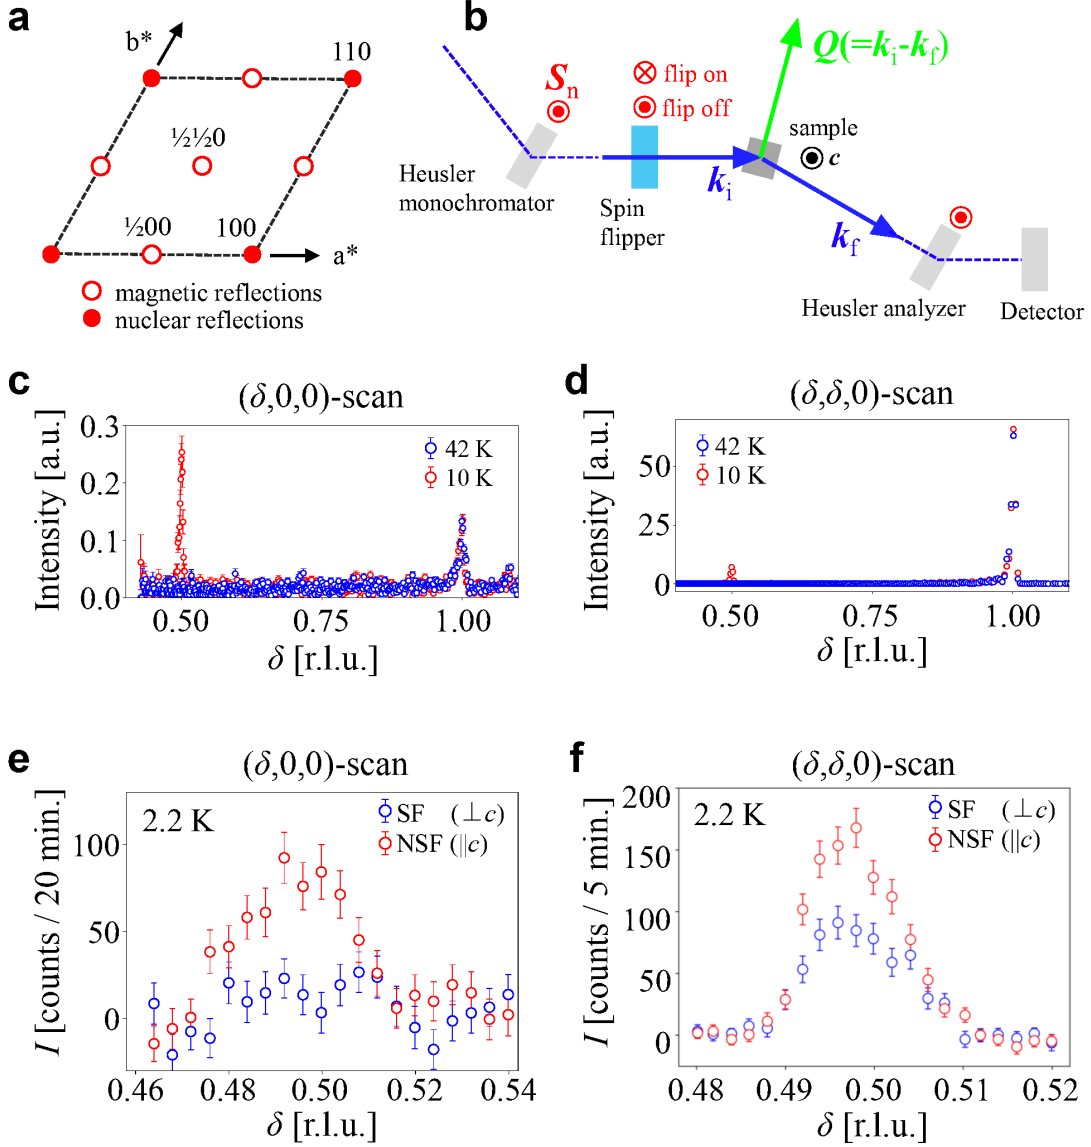 a
b*
110
½½0
½00
100
a*
magnetic reflections
nuclear reflections
b
Q(=ki-kf)
Sn
flip on
flip off
sample
c
Heusler
monochromator
Spin
flipper
ki
kf
Heusler analyzer
Detector
c
(δ,0,0)-scan
Intensity [a.u.]
0.3
0.2
0.1
0.0
42 K
10 K
0.50
0.75
1.00
δ [r.l.u.]
d
(δ,δ,0)-scan
Intensity [a.u.]
50
25
0
42 K
10 K
0.50
0.75
1.00
δ [r.l.u.]
e
(δ,0,0)-scan
I [counts / 20 min.]
2.2 K
SF (⊥c)
NSF (||c)
100
50
0
0.46
0.48
0.50
0.52
0.54
δ [r.l.u.]
f
(δ,δ,0)-scan
I [counts / 5 min.]
2.2 K
SF (⊥c)
NSF (||c)
200
150
100
50
0
0.48
0.49
0.50
0.51
0.52
δ [r.l.u.]